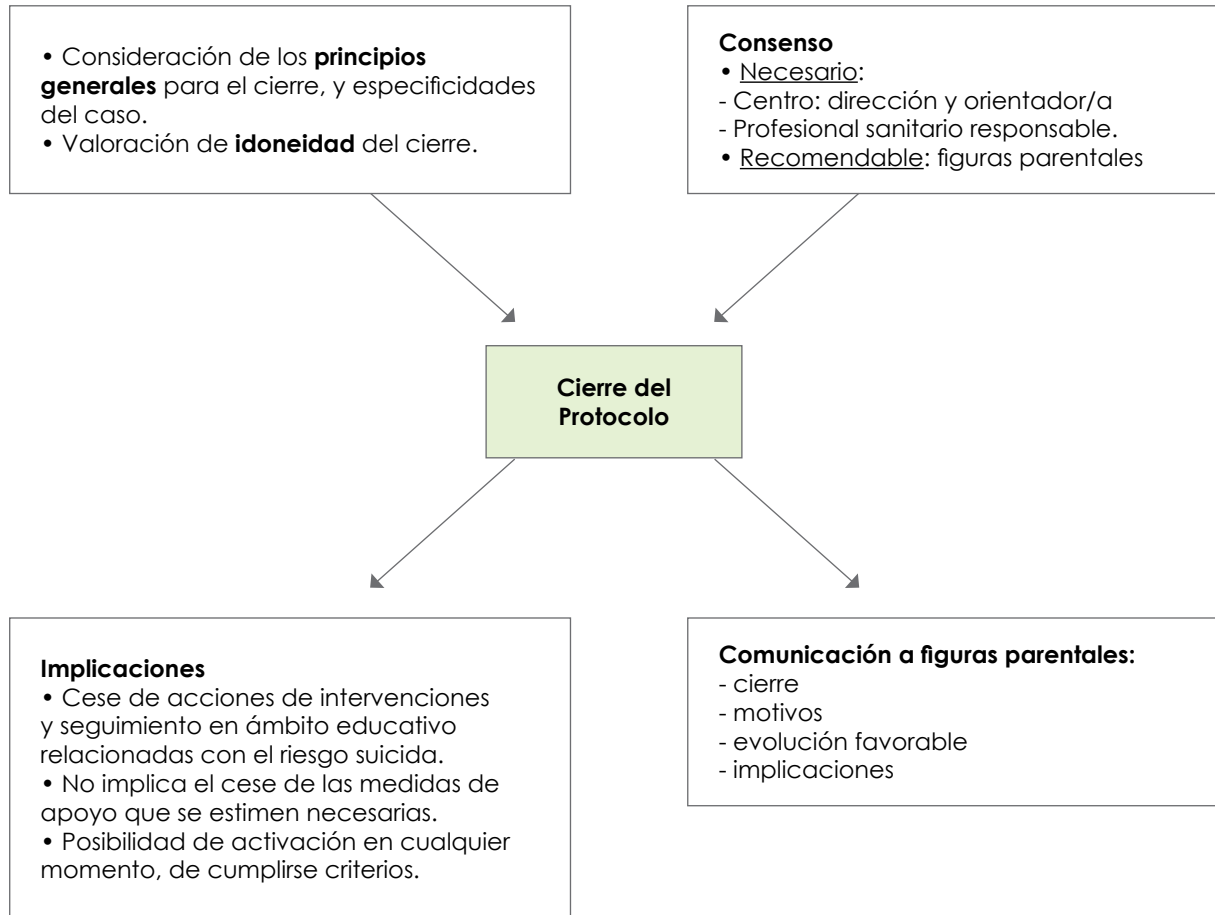 • Consideración de los principios
generales para el cierre, y especificidades
del caso.
• Valoración de idoneidad del cierre.
Consenso
• Necesario:
- Centro: dirección y orientador/a
- Profesional sanitario responsable.
• Recomendable: figuras parentales
Cierre del
Protocolo
Implicaciones
• Cese de acciones de intervenciones
y seguimiento en ámbito educativo
relacionadas con el riesgo suicida.
• No implica el cese de las medidas de
apoyo que se estimen necesarias.
• Posibilidad de activación en cualquier
momento, de cumplirse criterios.
Comunicación a figuras parentales:
- cierre
- motivos
- evolución favorable
- implicaciones